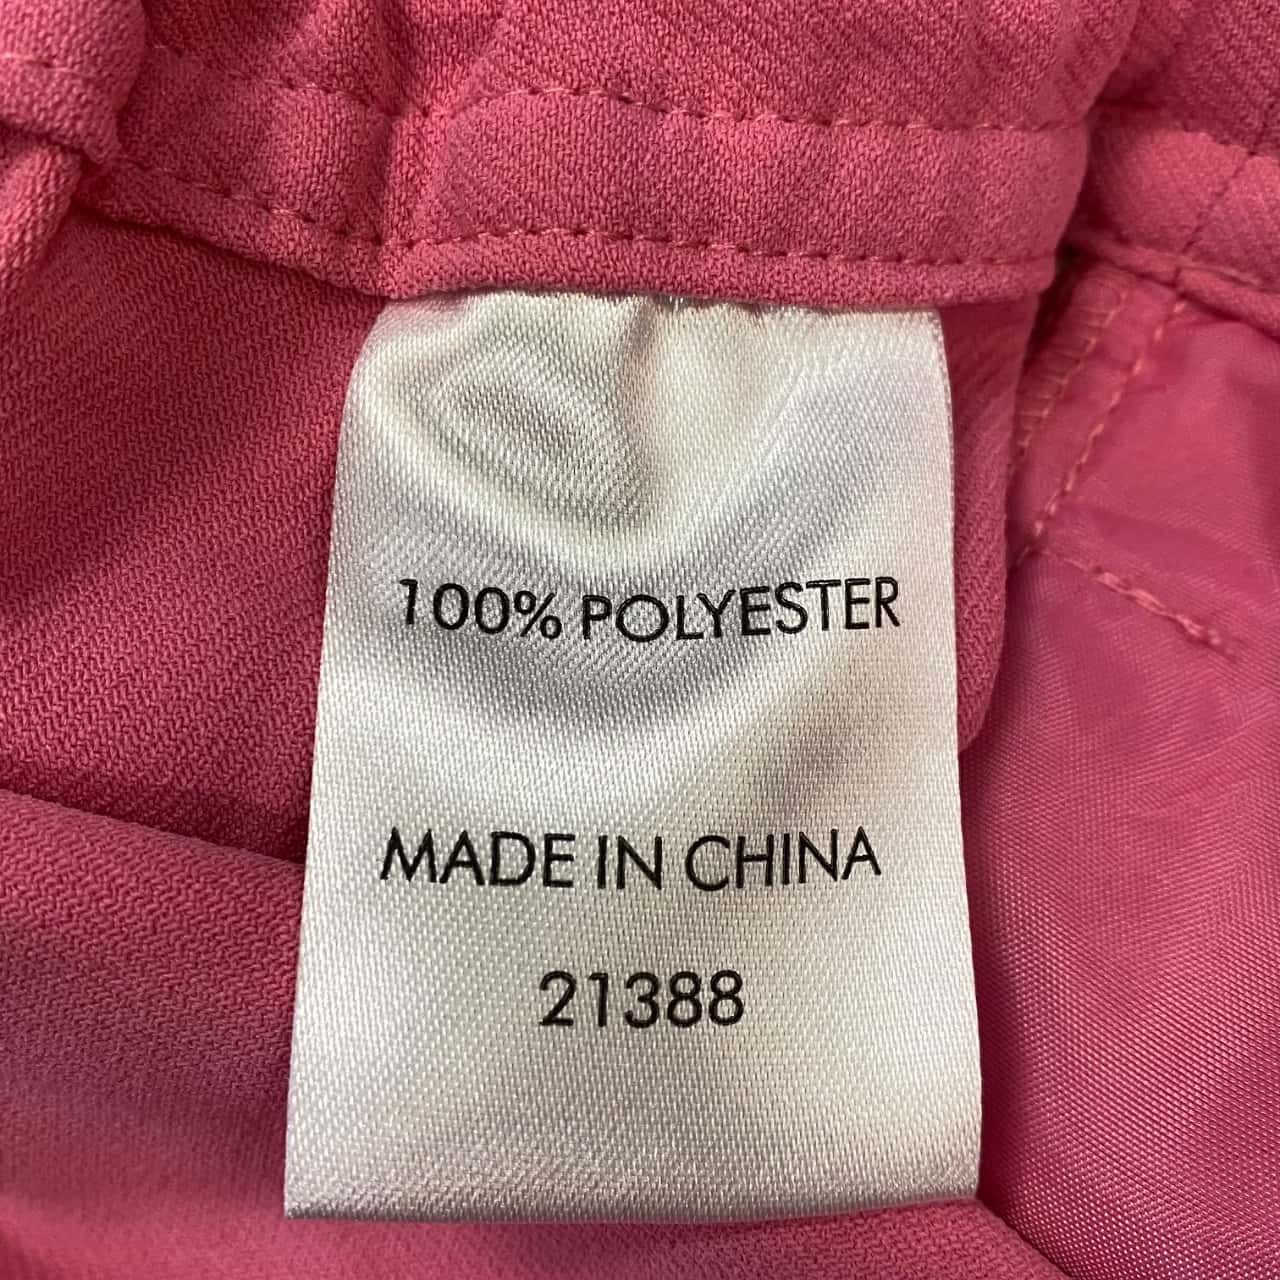 100% POLYESTER
MADE IN CHINA
21388